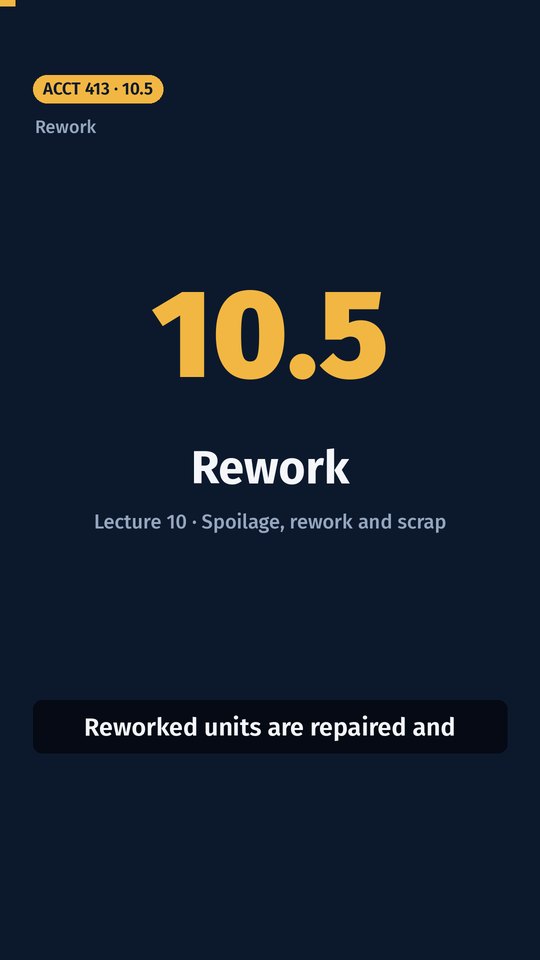 ACCT 413 · 10.5
Rework
10.5
Rework
Lecture 10 · Spoilage, rework and scrap
Reworked units are repaired and